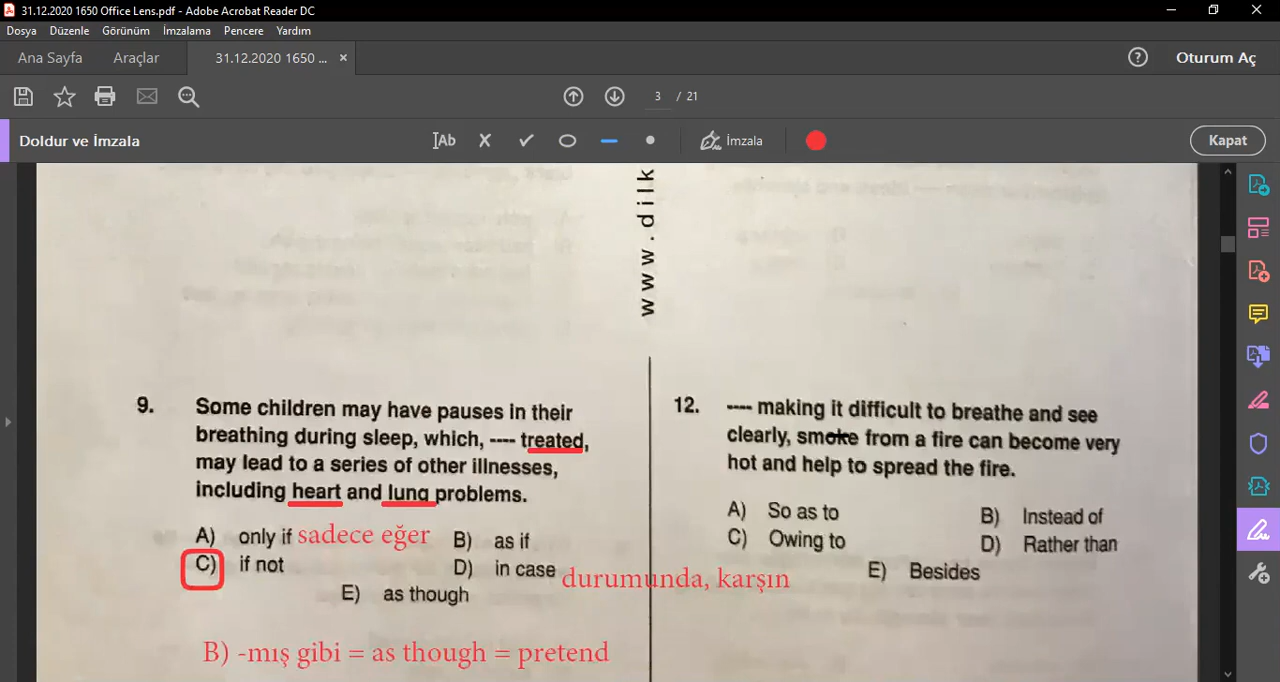 31.12.2020 1650 Office Lens.pdf - Adobe Acrobat Reader DC
Dosya Düzenle Görünüm İmzalama Pencere Yardım
Ana Sayfa Araçlar 31.12.2020 1650 ... × ? Oturum Aç
3 / 21
Doldur ve İmzala Ab İmzala Kapat
www.dilk
9. Some children may have pauses in their
breathing during sleep, which, ---- treated,
may lead to a series of other illnesses,
including heart and lung problems.
A) only if sadece eğer B) as if
C) if not D) in case durumunda, karşın
E) as though
B) -mış gibi = as though = pretend
12. ---- making it difficult to breathe and see
clearly, smoke from a fire can become very
hot and help to spread the fire.
A) So as to B) Instead of
C) Owing to D) Rather than
E) Besides